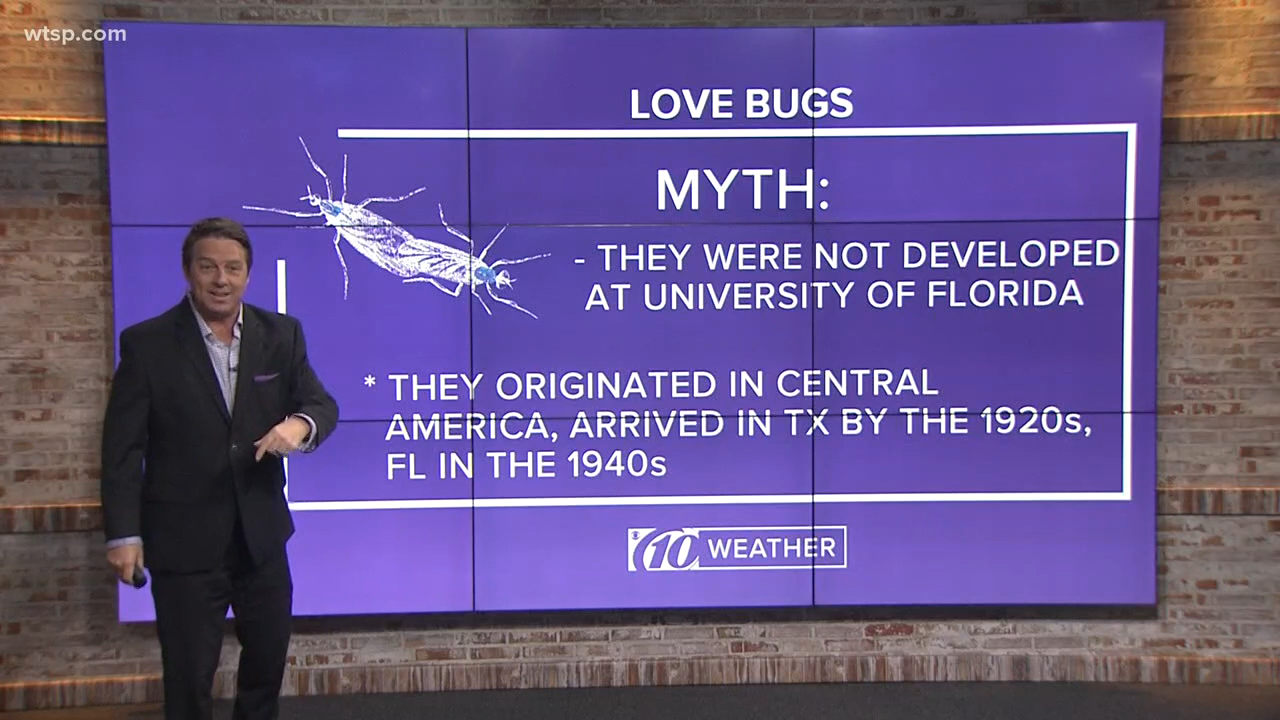 wtsp.com
LOVE BUGS
MYTH:
- THEY WERE NOT DEVELOPED
AT UNIVERSITY OF FLORIDA
* THEY ORIGINATED IN CENTRAL
AMERICA, ARRIVED IN TX BY THE 1920s,
FL IN THE 1940s
10 WEATHER